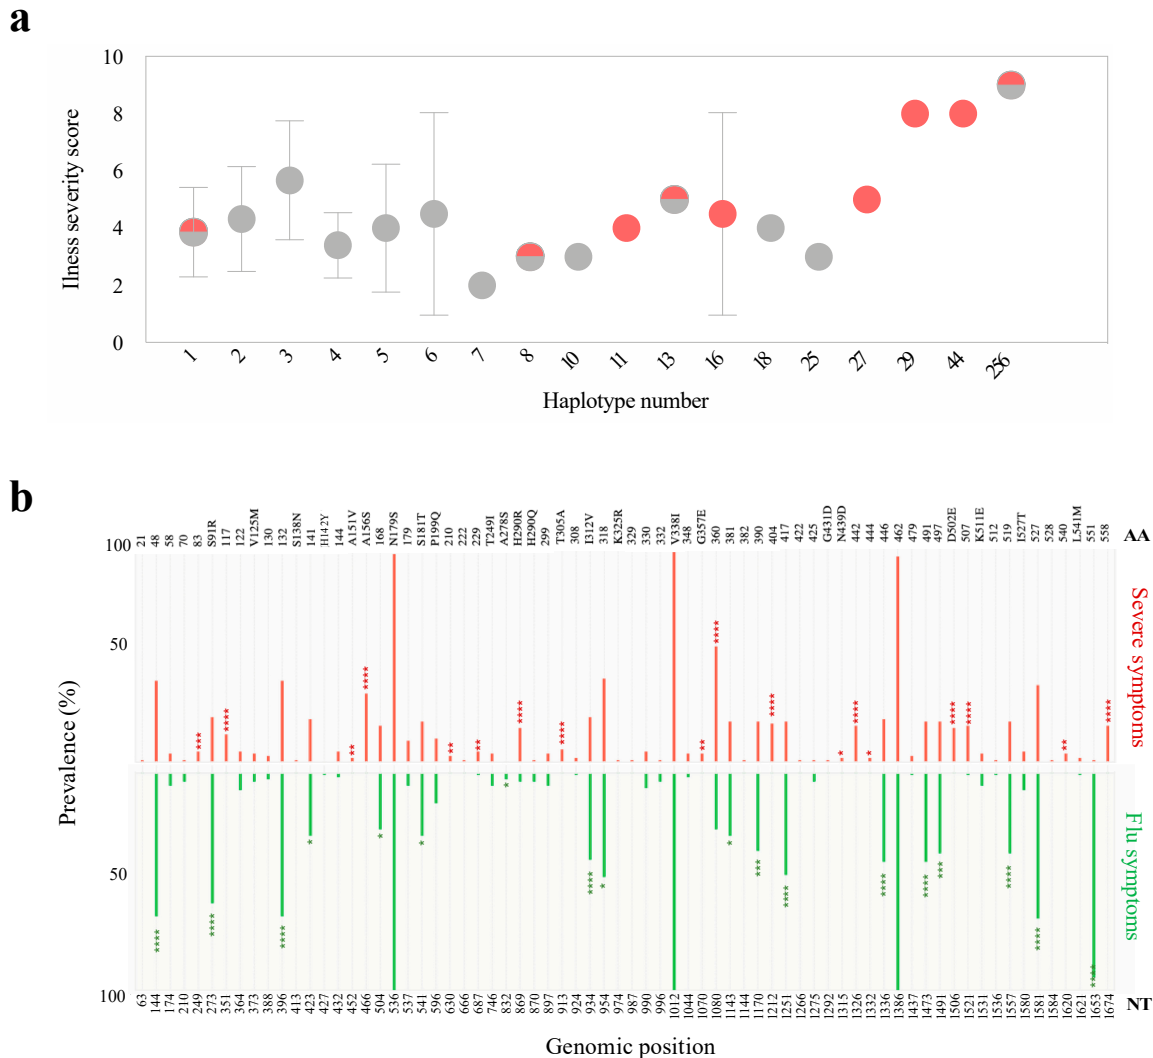 a
10
8
6
4
2
0
Ilness severity score
1 2 3 4 5 6 7 8 10 11 13 16 18 25 27 29 44 256
Haplotype number
b
21 48 58 70 83 S91R 117 122 V125M 130 132 S138N 141 H142Y 144 A151V A156S 168 N179S 179 S181T P199Q 210 222 229 T249I A278S H290R H290Q 299 T305A 308 I312V 318 K325R 329 330 332 V338I 348 G357E 360 381 382 390 404 I417 422 425 G431D N439D 442 444 446 462 479 491 497 D502E 507 K511E 512 519 I527T 527 528 540 L541M 551 558 AA
100
50
50
100
Prevalence (%)
Severe symptoms
Flu symptoms
63 144 174 210 249 273 351 364 373 388 396 413 423 427 432 452 466 504 536 537 541 596 630 666 687 746 832 869 870 897 913 924 934 954 974 987 990 996 1012 1044 1070 1080 1143 1144 1170 1212 1251 1266 1275 1292 1315 1326 1332 1336 1386 1437 1473 1491 1506 1521 1531 1536 1557 1580 1581 1584 1620 1621 1653 1674 NT
Genomic position